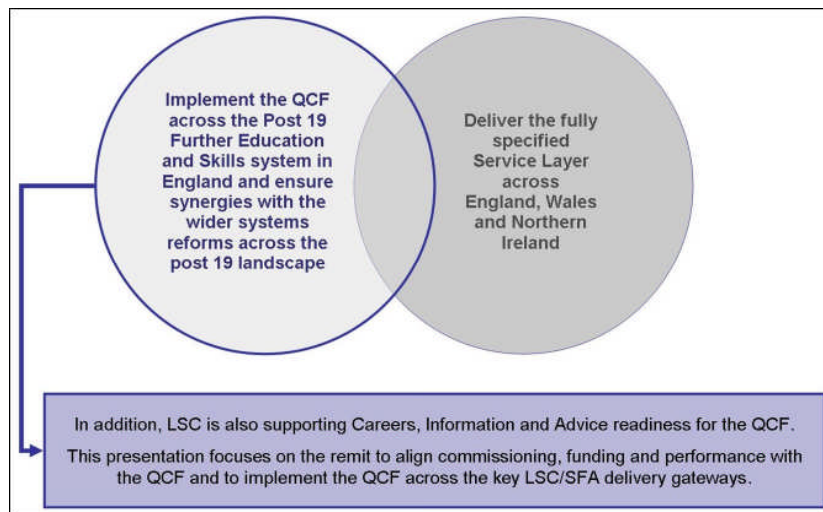 Implement the QCF
across the Post 19
Further Education
and Skills system in
England and ensure
synergies with the
wider systems
reforms across the
post 19 landscape
Deliver the fully
specified
Service Layer
across
England, Wales
and Northern
Ireland
In addition, LSC is also supporting Careers, Information and Advice readiness for the QCF.
This presentation focuses on the remit to align commissioning, funding and performance with
the QCF and to implement the QCF across the key LSC/SFA delivery gateways.